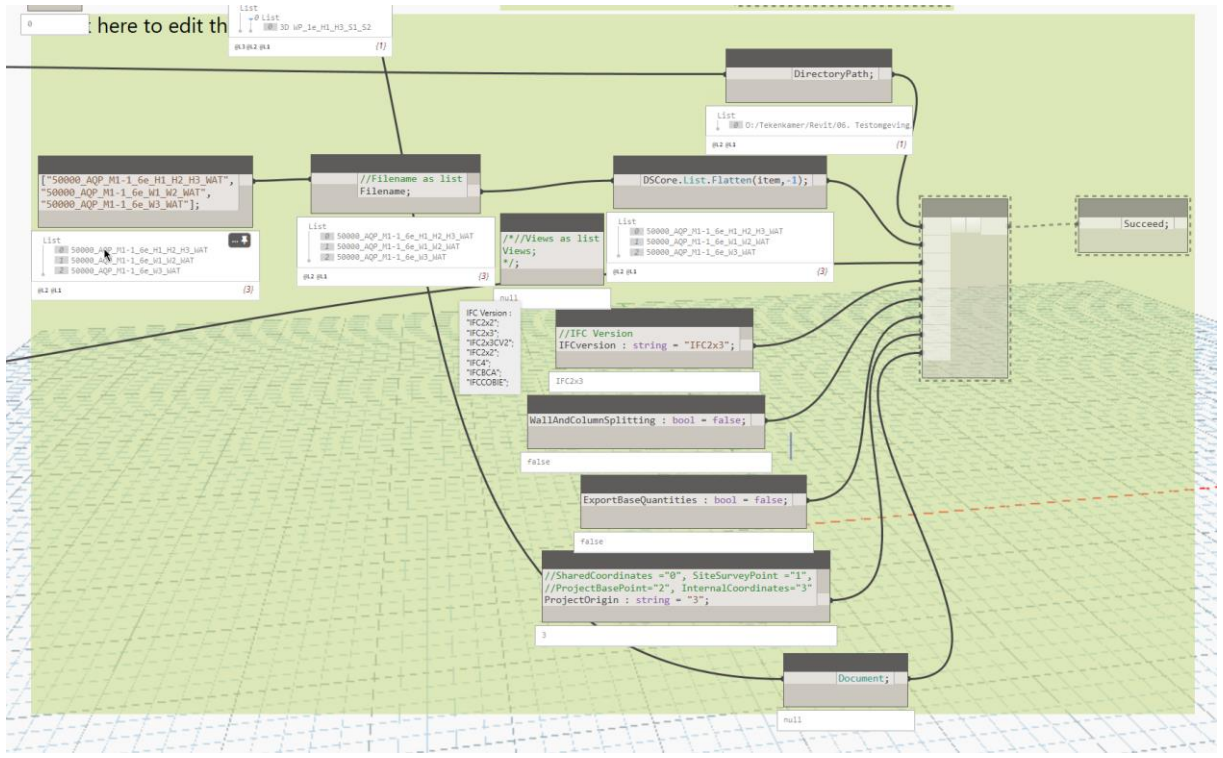 List
0 List
0 3D WP_1e_H1_H3_S1_S2
@L3 @L2 @L1 {1}
0
here to edit th
DirectoryPath;
List
0 O:/Tekenkamer/Revit/06. Testomgeving
@L2 @L1 {1}
["50000_AQP_M1-1_6e_H1_H2_H3_WAT",
"50000_AQP_M1-1_6e_W1_W2_WAT",
"50000_AQP_M1-1_6e_W3_WAT"];
//Filename as list
Filename;
DSCore.List.Flatten(item,-1);
List
0 50000_AQP_M1-1_6e_H1_H2_H3_WAT
1 50000_AQP_M1-1_6e_W1_W2_WAT
2 50000_AQP_M1-1_6e_W3_WAT
@L2 @L1 {3}
List
0 50000_AQP_M1-1_6e_H1_H2_H3_WAT
1 50000_AQP_M1-1_6e_W1_W2_WAT
2 50000_AQP_M1-1_6e_W3_WAT
@L2 @L1 {3}
/*//Views as list
Views;
*/;
null
List
0 50000_AQP_M1-1_6e_H1_H2_H3_WAT
1 50000_AQP_M1-1_6e_W1_W2_WAT
2 50000_AQP_M1-1_6e_W3_WAT
@L2 @L1 {3}
Succeed;
IFC Version :
"IFC2x2";
"IFC2x3";
"IFC2x3CV2";
"IFC2x2";
"IFC4";
"IFCBCA";
"IFCCOBIE";
//IFC Version
IFCversion : string = "IFC2x3";
IFC2x3
WallAndColumnSplitting : bool = false;
false
ExportBaseQuantities : bool = false;
false
//SharedCoordinates ="0", SiteSurveyPoint ="1",
//ProjectBasePoint="2", InternalCoordinates="3"
ProjectOrigin : string = "3";
3
Document;
null